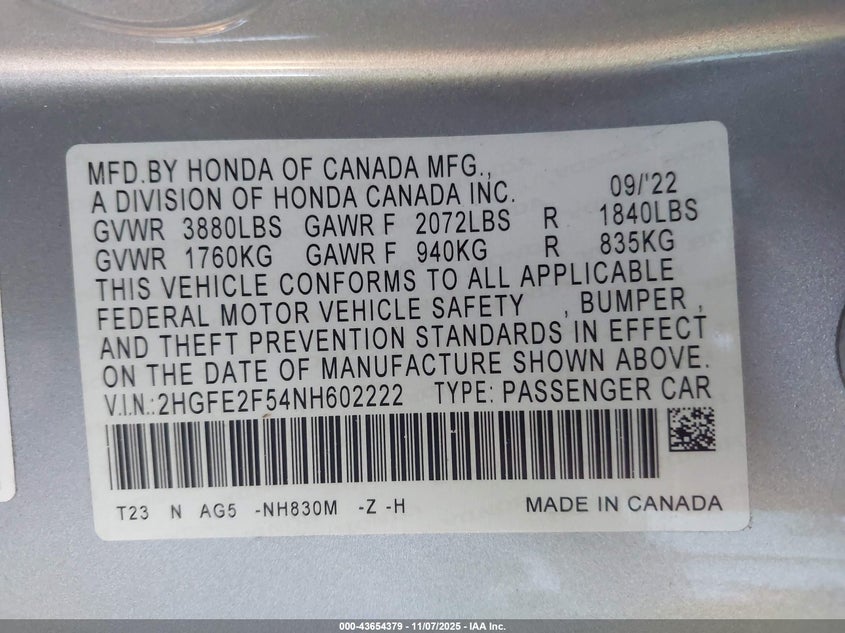 MFD.BY HONDA OF CANADA MFG.,
A DIVISION OF HONDA CANADA INC. 09/'22
GVWR 3880LBS GAWR F 2072LBS R 1840LBS
GVWR 1760KG GAWR F 940KG R 835KG
THIS VEHICLE CONFORMS TO ALL APPLICABLE
FEDERAL MOTOR VEHICLE SAFETY , BUMPER ,
AND THEFT PREVENTION STANDARDS IN EFFECT
ON THE DATE OF MANUFACTURE SHOWN ABOVE.
V.I.N.:2HGFE2F54NH602222 TYPE: PASSENGER CAR
T23 N AG5 -NH830M -Z -H MADE IN CANADA
000-43654379 - 11/07/2025 - IAA Inc.